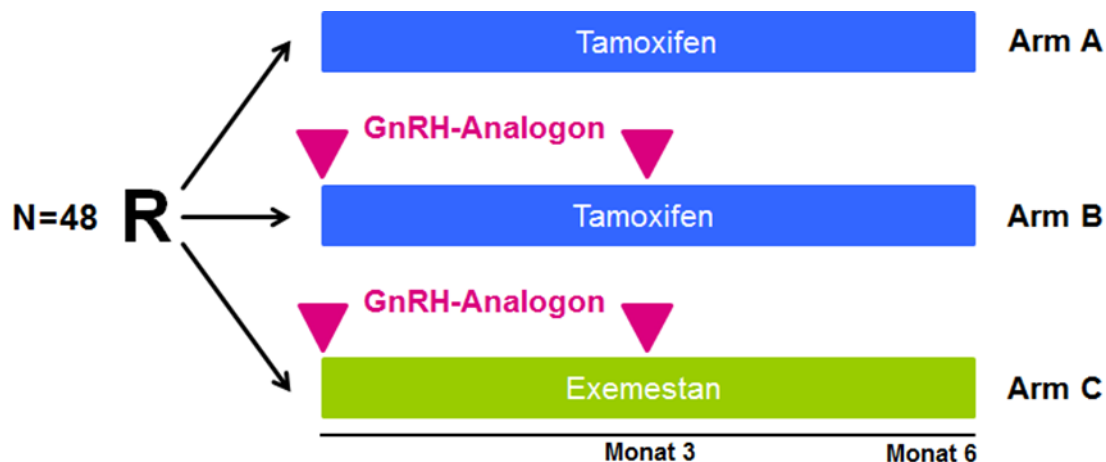 Tamoxifen
Arm A
GnRH-Analogon
N=48 R
Tamoxifen
Arm B
GnRH-Analogon
Exemestan
Arm C
Monat 3
Monat 6